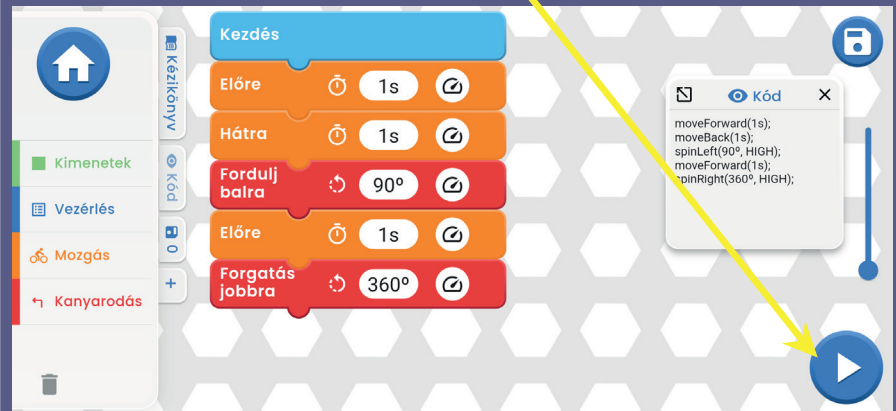 Kimenetek
Vezérlés
Mozgás
Kanyarodás
Kézikönyv
Kód
0
+
Kezdés
Előre 1s
Hátra 1s
Fordulj
balra 90º
Előre 1s
Forgatás
jobbra 360º
Kód
moveForward(1s);
moveBack(1s);
spinLeft(90º, HIGH);
moveForward(1s);
spinRight(360º, HIGH);